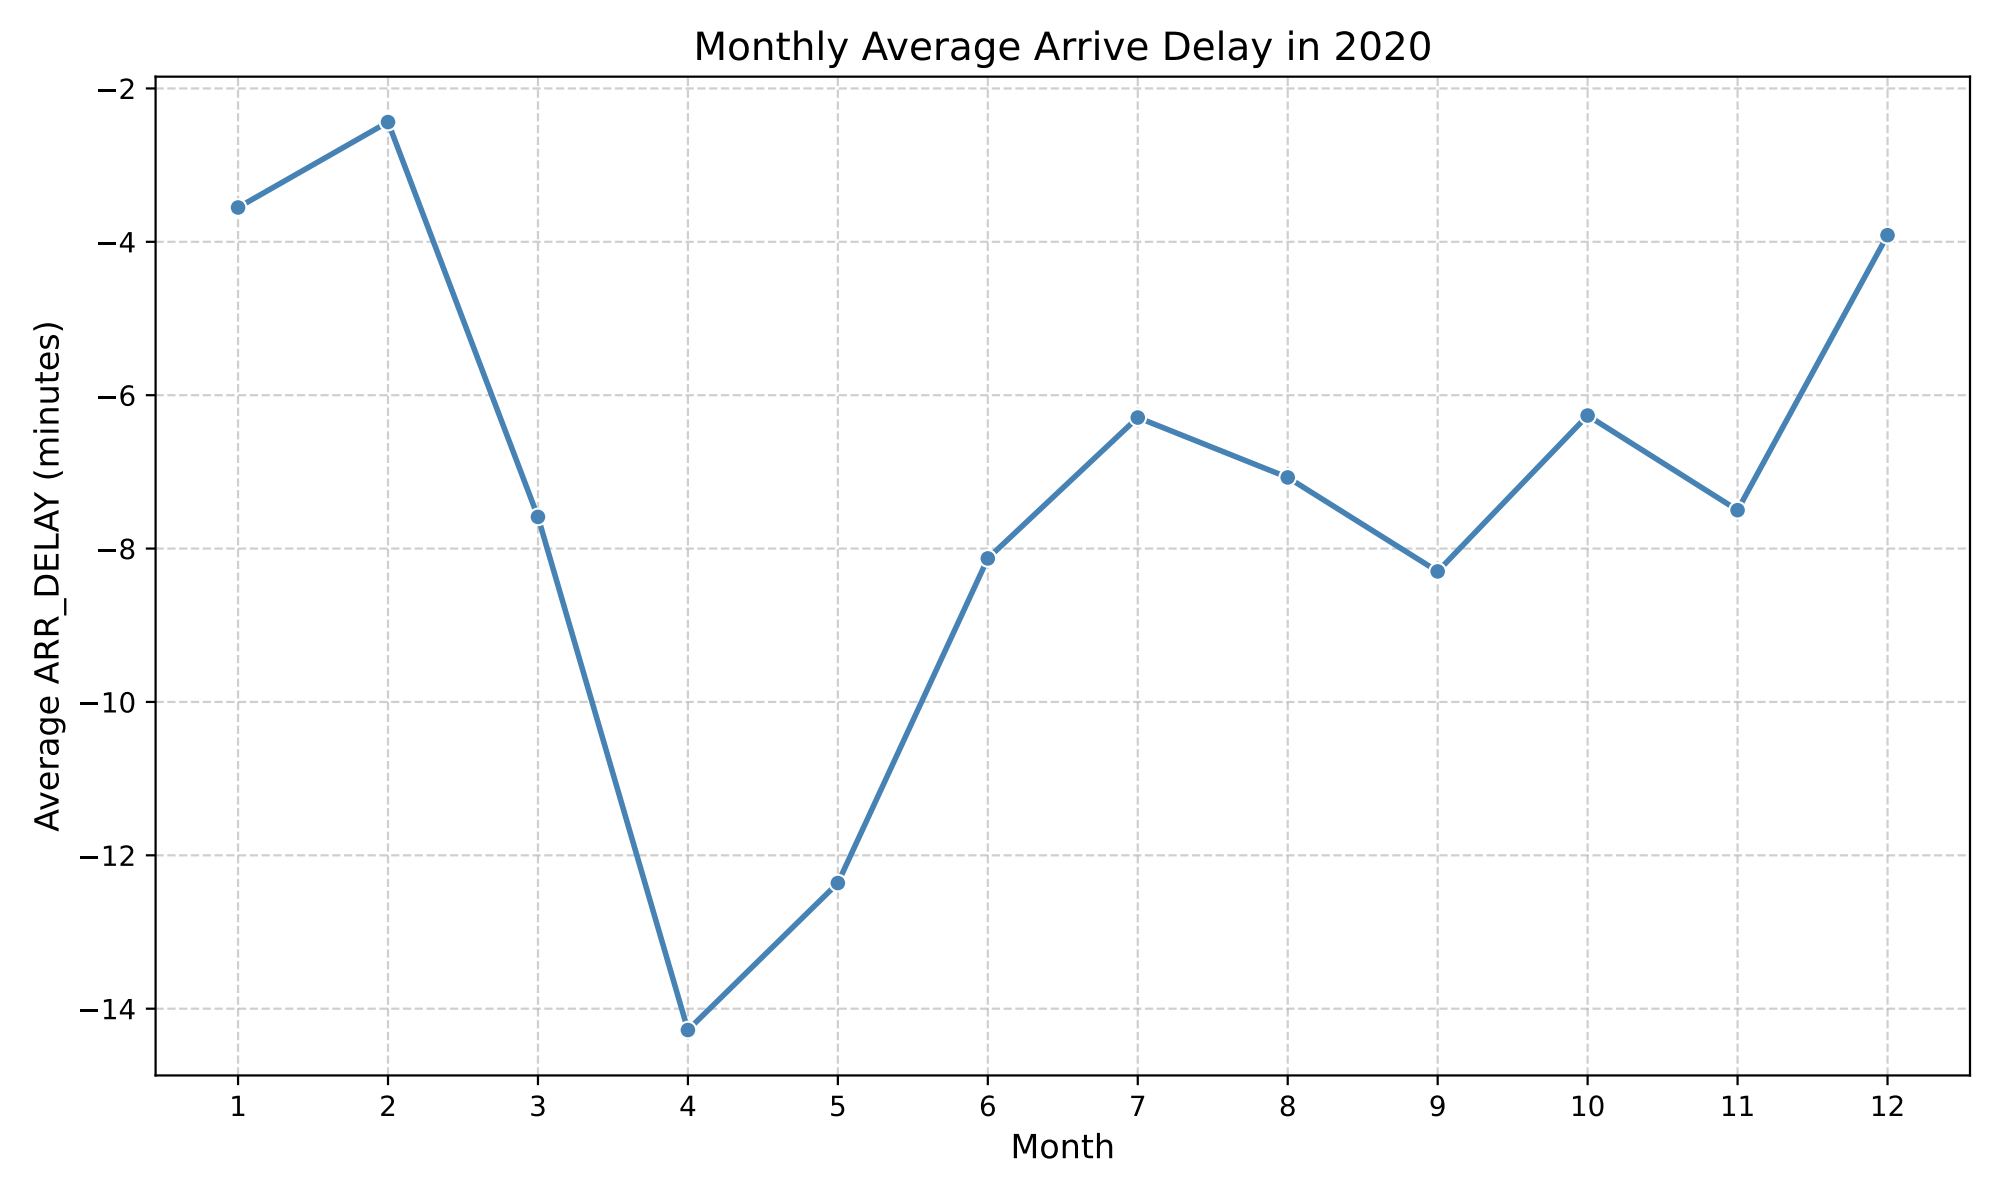 Monthly Average Arrive Delay in 2020
Average ARR_DELAY (minutes)
−2
−4
−6
−8
−10
−12
−14
1 2 3 4 5 6 7 8 9 10 11 12
Month